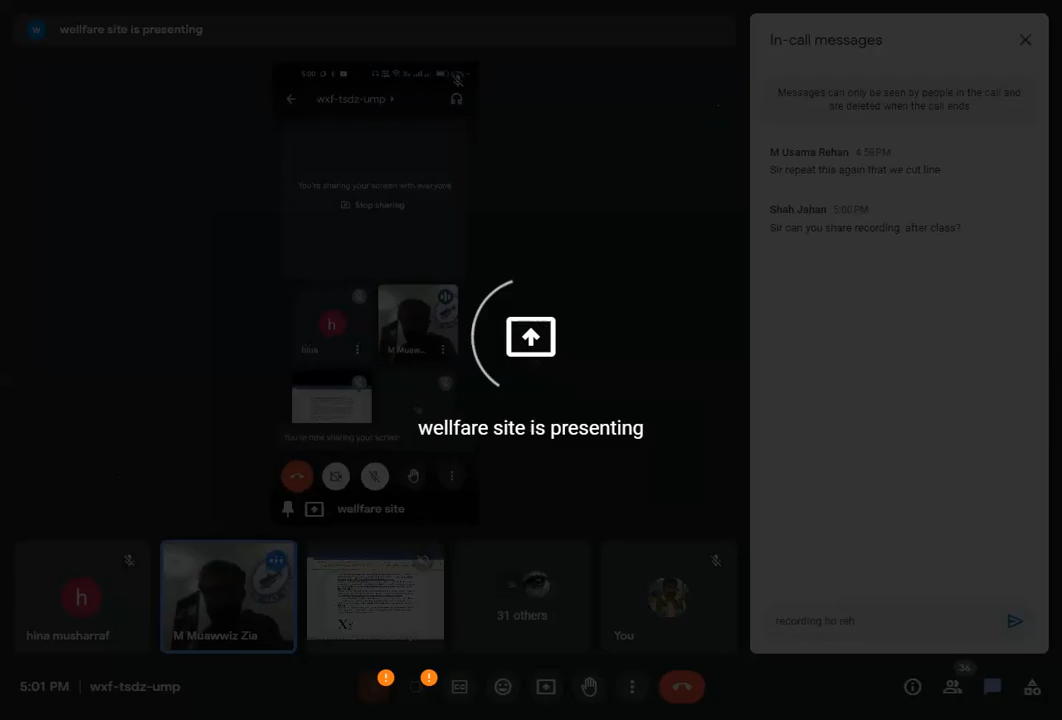 w wellfare site is presenting
5:00
wxf-tsdz-ump
You're sharing your screen with everyone
Stop sharing
h
hina
M Muaw...
You're now sharing your screen
wellfare site
wellfare site is presenting
h
hina musharraf
M Muawwiz Zia
31 others
You
5:01 PM | wxf-tsdz-ump
CC
36
In-call messages
Messages can only be seen by people in the call and
are deleted when the call ends
M Usama Rehan 4:58 PM
Sir repeat this again that we cut line
Shah Jahan 5:00 PM
Sir can you share recording after class?
recording ho reh